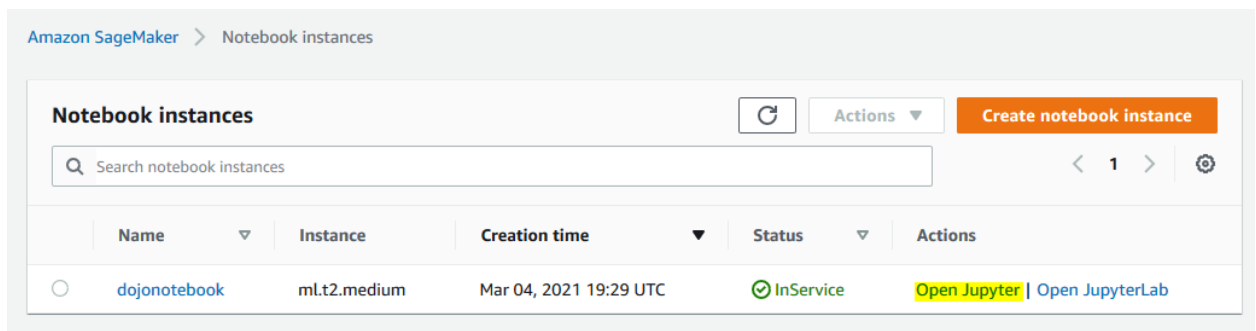 Amazon SageMaker > Notebook instances
Notebook instances
Actions
Create notebook instance
Search notebook instances
< 1 >
Name Instance Creation time Status Actions
dojonotebook ml.t2.medium Mar 04, 2021 19:29 UTC InService Open Jupyter | Open JupyterLab